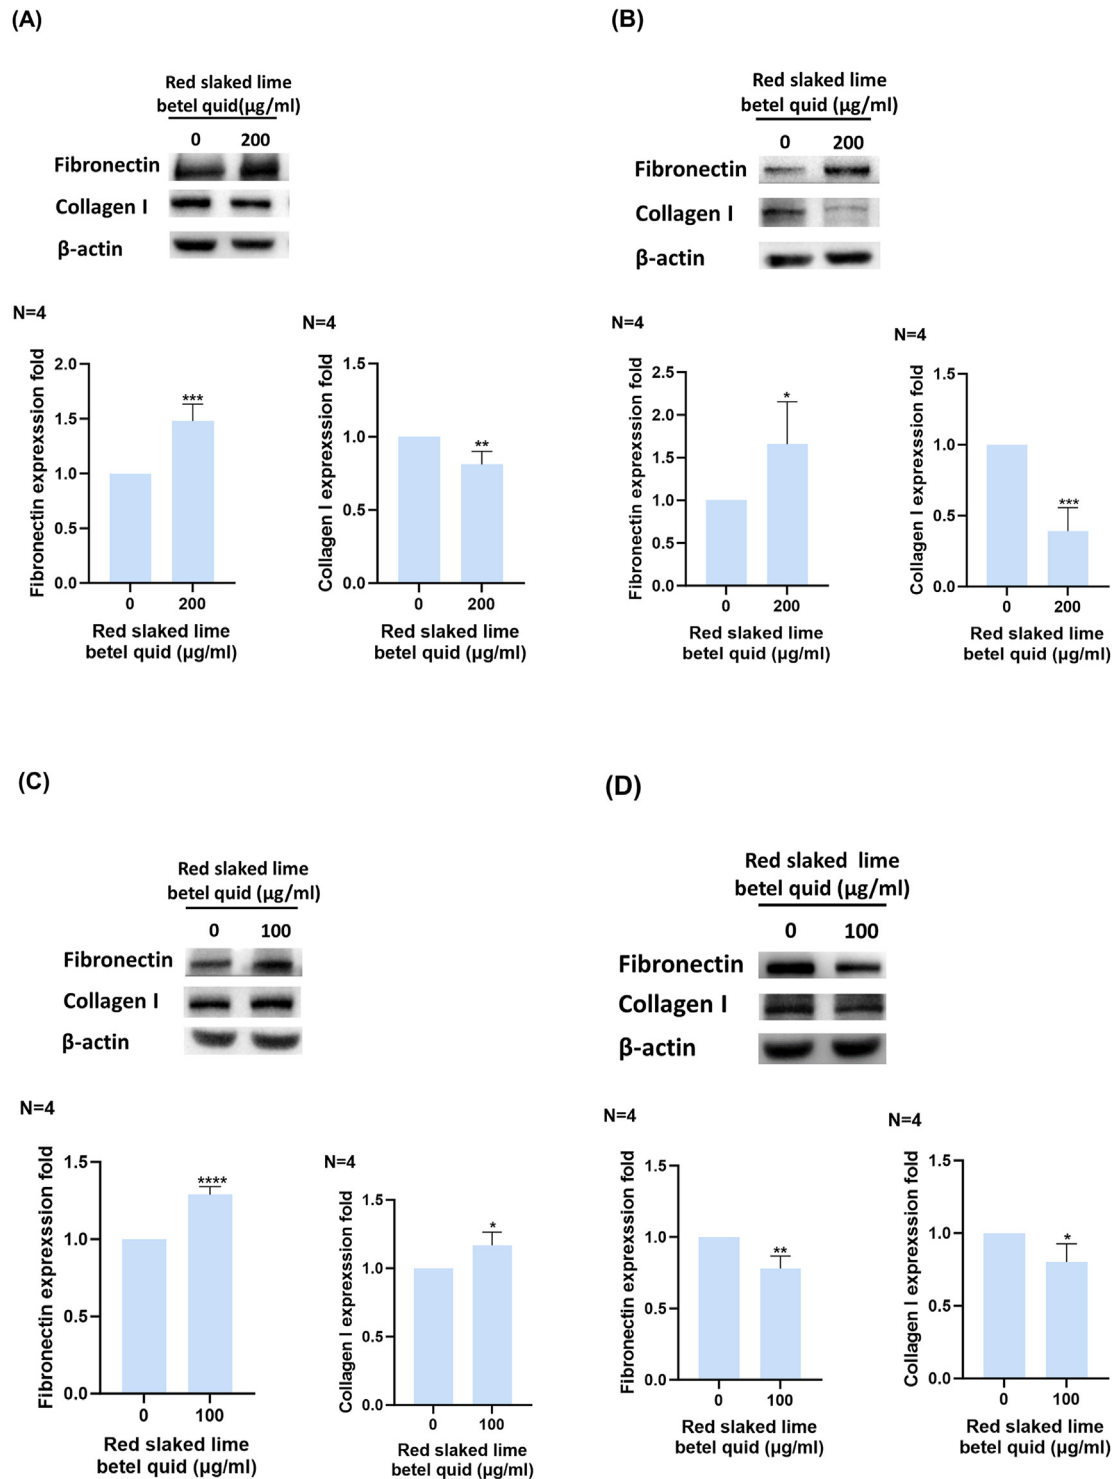 (A)
Red slaked lime
betel quid(µg/ml)
0 200
Fibronectin
Collagen I
β-actin
N=4
Fibronectin exprexssion fold
2.0
1.5
1.0
0.5
0.0
***
0 200
Red slaked lime
betel quid (µg/ml)
N=4
Collagen I exprexssion fold
1.5
1.0
0.5
0.0
**
0 200
Red slaked lime
betel quid (µg/ml)
(B)
Red slaked lime
betel quid (µg/ml)
0 200
Fibronectin
Collagen I
β-actin
N=4
Fibronectin exprexssion fold
2.5
2.0
1.5
1.0
0.5
0.0
*
0 200
Red slaked lime
betel quid (µg/ml)
N=4
Collagen I exprexssion fold
1.5
1.0
0.5
0.0
***
0 200
Red slaked lime
betel quid (µg/ml)
(C)
Red slaked lime
betel quid (µg/ml)
0 100
Fibronectin
Collagen I
β-actin
N=4
Fibronectin exprexssion fold
1.5
1.0
0.5
0.0
****
0 100
Red slaked lime
betel quid (µg/ml)
N=4
Collagen I exprexssion fold
1.5
1.0
0.5
0.0
*
0 100
Red slaked lime
betel quid (µg/ml)
(D)
Red slaked lime
betel quid (µg/ml)
0 100
Fibronectin
Collagen I
β-actin
N=4
Fibronectin exprexssion fold
1.5
1.0
0.5
0.0
**
0 100
Red slaked lime
betel quid (µg/ml)
N=4
Collagen I exprexssion fold
1.5
1.0
0.5
0.0
*
0 100
Red slaked lime
betel quid (µg/ml)